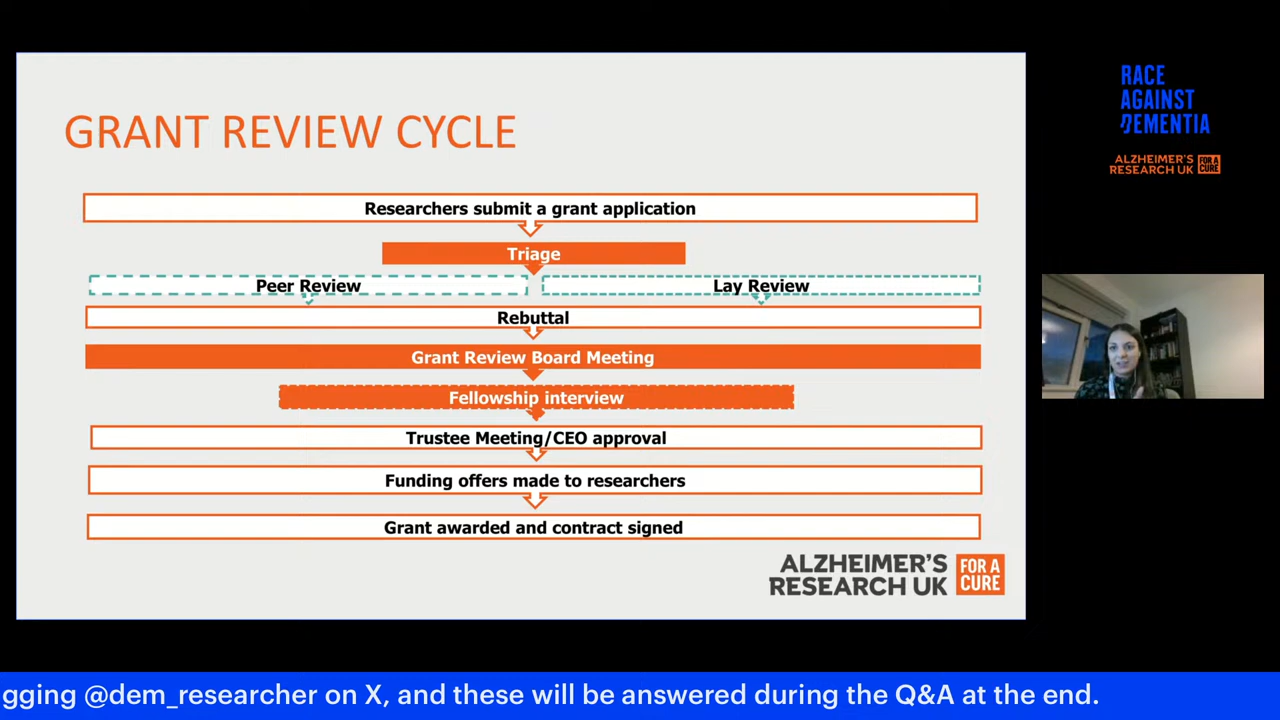 GRANT REVIEW CYCLE
Researchers submit a grant application
Triage
Peer Review
Lay Review
Rebuttal
Grant Review Board Meeting
Fellowship interview
Trustee Meeting/CEO approval
Funding offers made to researchers
Grant awarded and contract signed
ALZHEIMER'S
RESEARCH UK
FOR A
CURE
RACE
AGAINST
DEMENTIA
ALZHEIMER'S
RESEARCH UK
FOR A
CURE
gging @dem_researcher on X, and these will be answered during the Q&A at the end.